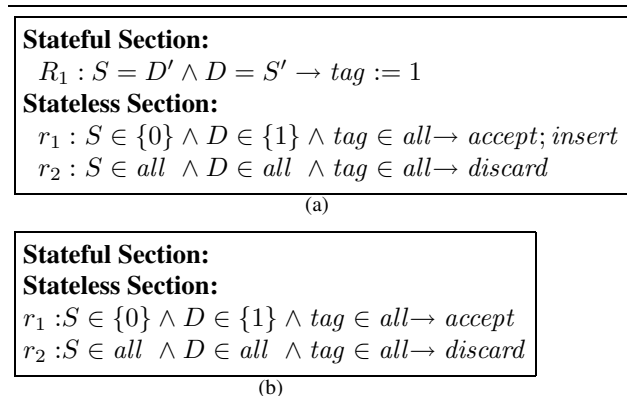 Stateful Section:
R₁ : S = D′ ∧ D = S′ → tag := 1
Stateless Section:
r₁ : S ∈ {0} ∧ D ∈ {1} ∧ tag ∈ all→ accept; insert
r₂ : S ∈ all ∧ D ∈ all ∧ tag ∈ all→ discard
(a)
Stateful Section:
Stateless Section:
r₁ :S ∈ {0} ∧ D ∈ {1} ∧ tag ∈ all→ accept
r₂ :S ∈ all ∧ D ∈ all ∧ tag ∈ all→ discard
(b)